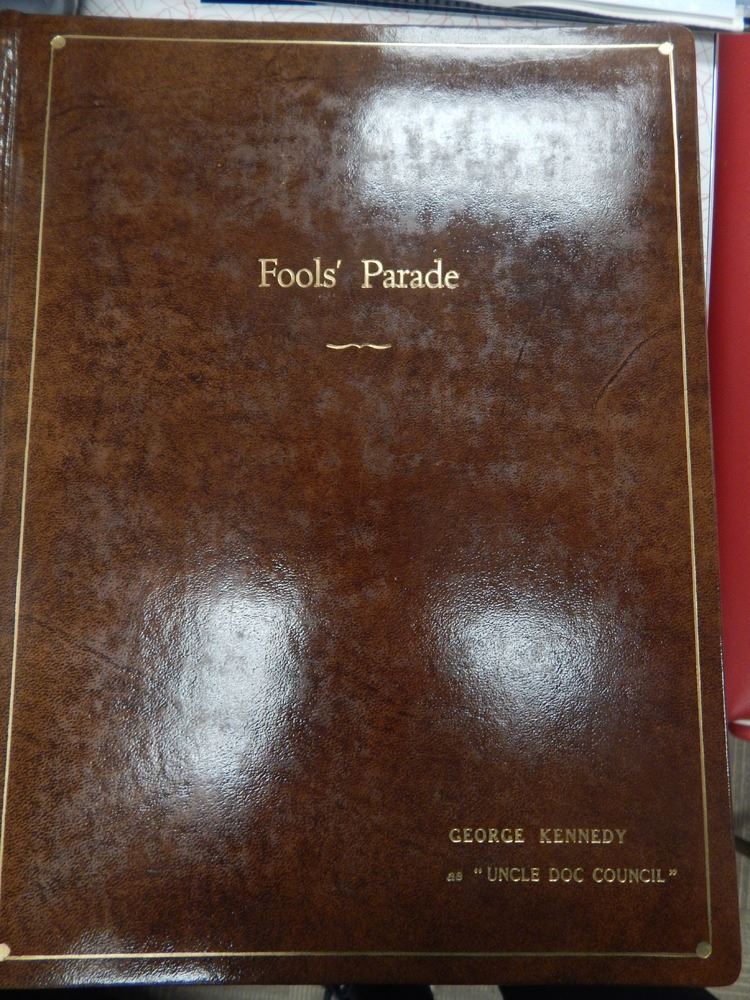 Fools' Parade
GEORGE KENNEDY
as "UNCLE DOC COUNCIL"